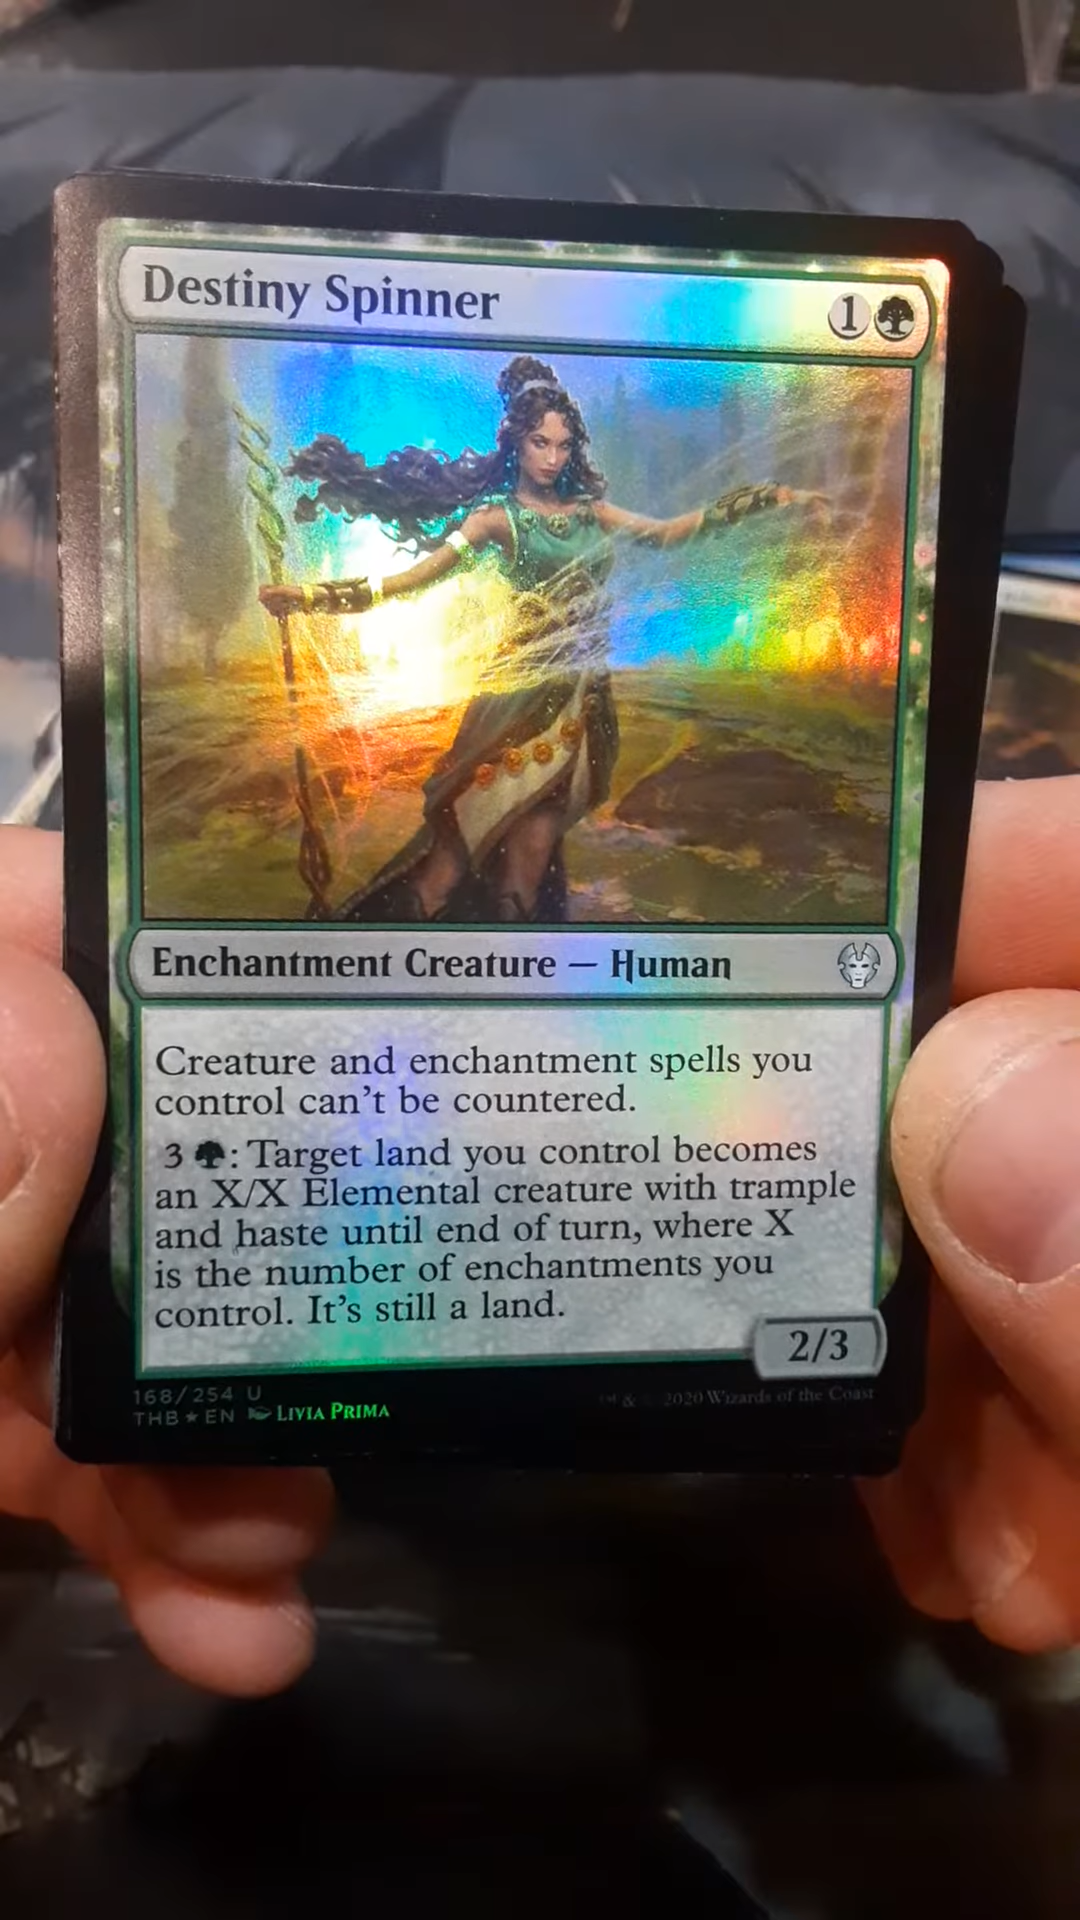 Destiny Spinner
1
Enchantment Creature — Human
Creature and enchantment spells you
control can't be countered.
3 : Target land you control becomes
an X/X Elemental creature with trample
and haste until end of turn, where X
is the number of enchantments you
control. It's still a land.
2/3
168/254 U
THB ★ EN LIVIA PRIMA
™ & © 2020 Wizards of the Coast